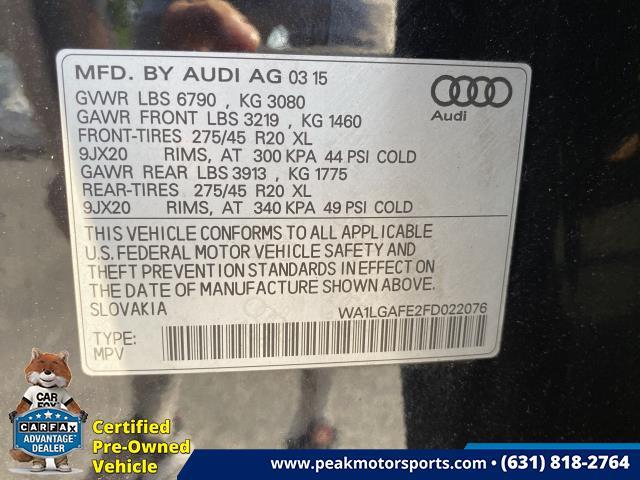 MFD. BY AUDI AG 03 15
Audi
GVWR LBS 6790 , KG 3080
GAWR FRONT LBS 3219 , KG 1460
FRONT-TIRES 275/45 R20 XL
9JX20 RIMS, AT 300 KPA 44 PSI COLD
GAWR REAR LBS 3913 , KG 1775
REAR-TIRES 275/45 R20 XL
9JX20 RIMS, AT 340 KPA 49 PSI COLD
THIS VEHICLE CONFORMS TO ALL APPLICABLE
U.S. FEDERAL MOTOR VEHICLE SAFETY AND
THEFT PREVENTION STANDARDS IN EFFECT ON
THE DATE OF MANUFACTURE SHOWN ABOVE.
SLOVAKIA WA1LGAFE2FD022076
TYPE:
MPV
CAR
FOX
CARFAX
ADVANTAGE
DEALER
Certified
Pre-Owned
Vehicle
www.peakmotorsports.com • (631) 818-2764